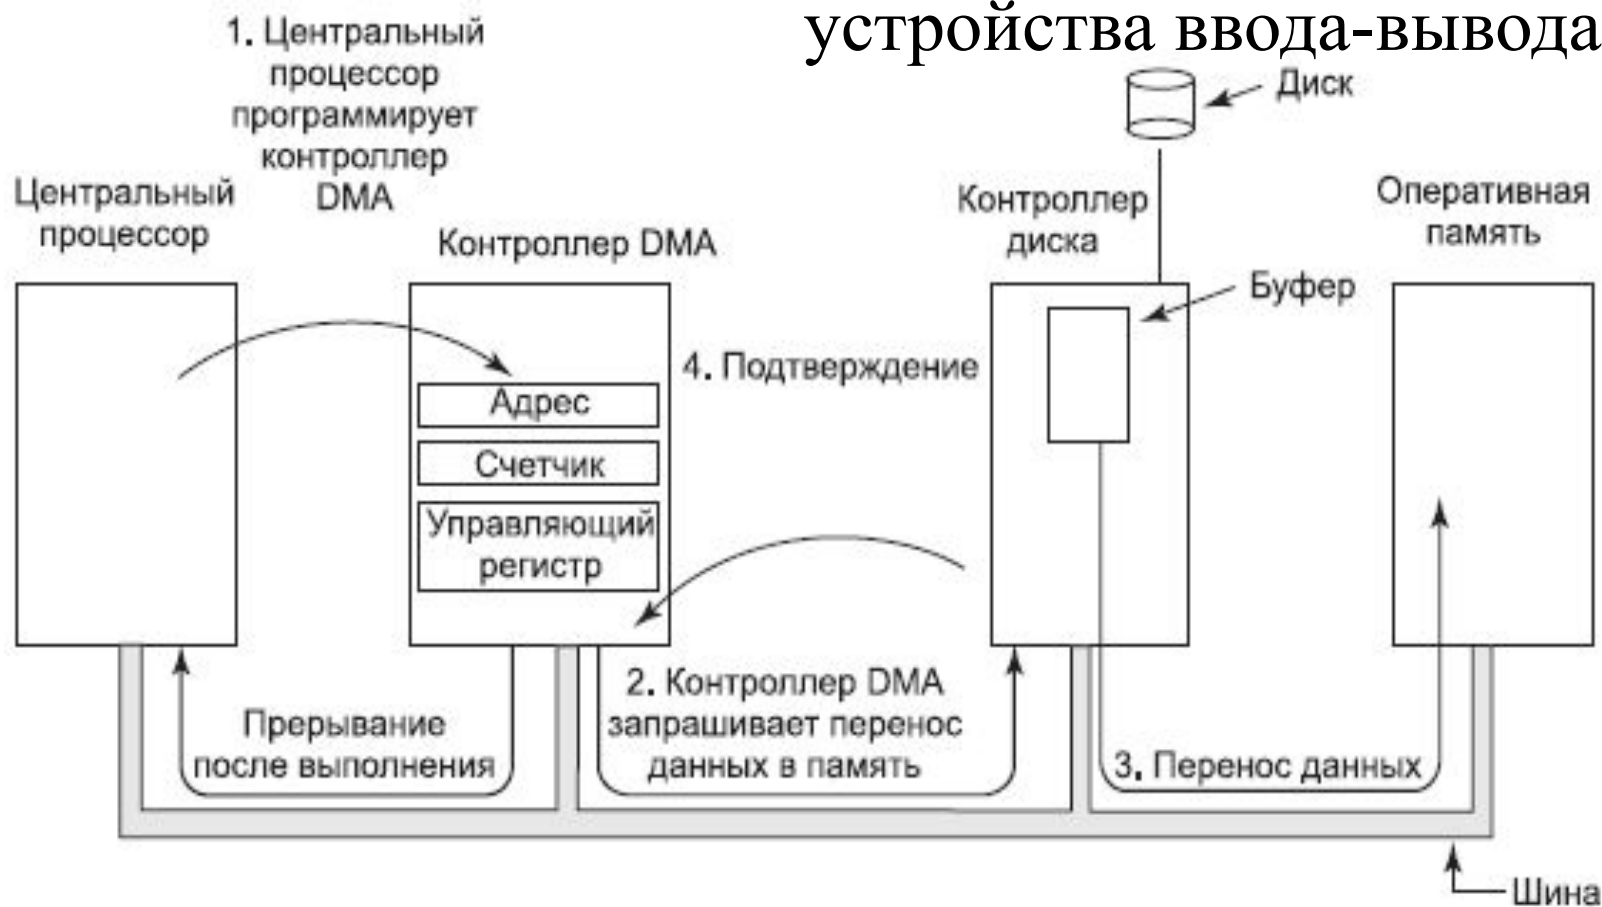 устройства ввода-вывода
1. Центральный
процессор
программирует
контроллер
DMA
Диск
Центральный
процессор
Контроллер DMA
Контроллер
диска
Оперативная
память
Буфер
4. Подтверждение
Адрес
Счетчик
Управляющий
регистр
Прерывание
после выполнения
2. Контроллер DMA
запрашивает перенос
данных в память
3. Перенос данных
Шина